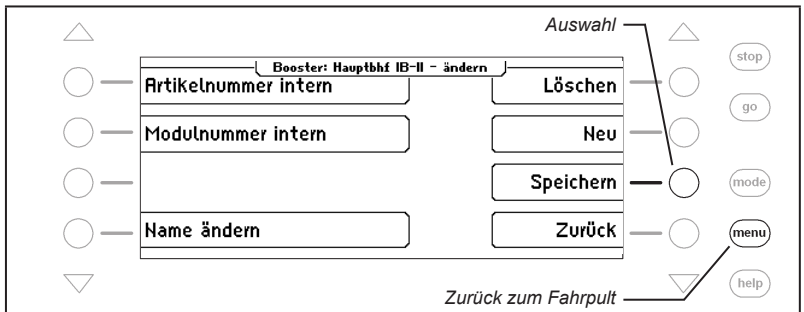 Auswahl
stop
Booster: Hauptbhf IB-II - ändern
Artikelnummer intern
Löschen
go
Modulnummer intern
Neu
Speichern
mode
Name ändern
Zurück
menu
help
Zurück zum Fahrpult